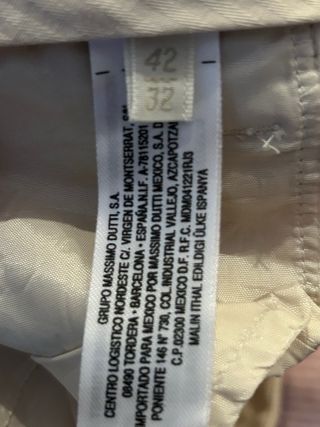 42
32
GRUPO MASSIMO DUTTI, S.A.
CENTRO LOGISTICO NORDESTE C/. VIRGEN DE MONTSERRAT,
08490 TORDERA • BARCELONA • ESPAÑA.N.I.F. A-78115201
IMPORTADO PARA MEXICO POR MASSIMO DUTTI MEXICO, S.A. D
PONIENTE 146 Nº 730, COL.INDUSTRIAL VALLEJO, AZCAPOTZA
C.P. 02300 MEXICO D.F. R.F.C. MDM041221RJ3
MALIN ITHAL EDILDIGI ÜLKE ISPANYA